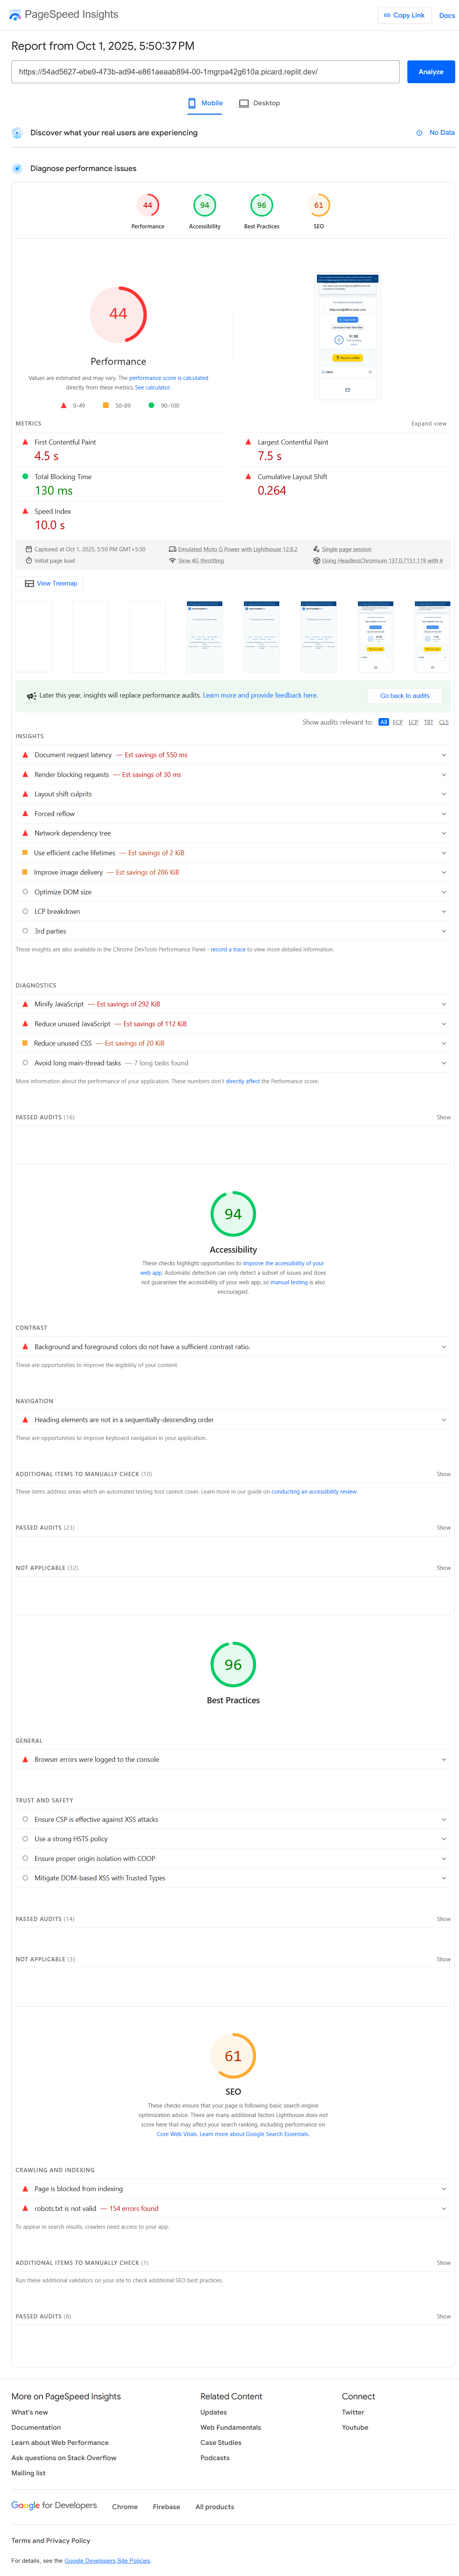 PageSpeed Insights
Copy Link
Docs
Report from Oct 1, 2025, 5:50:37 PM
https://54ad5627-ebe9-473b-ad94-e861aeaab894-00-1mgrpa42g610a.picard.replit.dev/
Analyze
Mobile
Desktop
Discover what your real users are experiencing
No Data
Diagnose performance issues
44
94
96
61
Performance
Accessibility
Best Practices
SEO
44
Performance
Values are estimated and may vary. The performance score is calculated
directly from these metrics. See calculator.
0–49
50–89
90–100
METRICS
Expand view
First Contentful Paint
4.5 s
Largest Contentful Paint
7.5 s
Total Blocking Time
130 ms
Cumulative Layout Shift
0.264
Speed Index
10.0 s
Captured at Oct 1, 2025, 5:50 PM GMT+5:30
Emulated Moto G Power with Lighthouse 12.8.2
Single page session
Initial page load
Slow 4G throttling
Using HeadlessChromium 137.0.7151.119 with lr
View Treemap
Later this year, insights will replace performance audits. Learn more and provide feedback here.
Go back to audits
Show audits relevant to:
All
FCP
LCP
TBT
CLS
INSIGHTS
Document request latency — Est savings of 550 ms
Render blocking requests — Est savings of 30 ms
Layout shift culprits
Forced reflow
Network dependency tree
Use efficient cache lifetimes — Est savings of 2 KiB
Improve image delivery — Est savings of 286 KiB
Optimize DOM size
LCP breakdown
3rd parties
These insights are also available in the Chrome DevTools Performance Panel - record a trace to view more detailed information.
DIAGNOSTICS
Minify JavaScript — Est savings of 292 KiB
Reduce unused JavaScript — Est savings of 112 KiB
Reduce unused CSS — Est savings of 20 KiB
Avoid long main-thread tasks — 7 long tasks found
More information about the performance of your application. These numbers don't directly affect the Performance score.
PASSED AUDITS (16)
Show
94
Accessibility
These checks highlight opportunities to improve the accessibility of your
web app. Automatic detection can only detect a subset of issues and does
not guarantee the accessibility of your web app, so manual testing is also
encouraged.
CONTRAST
Background and foreground colors do not have a sufficient contrast ratio.
These are opportunities to improve the legibility of your content.
NAVIGATION
Heading elements are not in a sequentially-descending order
These are opportunities to improve keyboard navigation in your application.
ADDITIONAL ITEMS TO MANUALLY CHECK (10)
Show
These items address areas which an automated testing tool cannot cover. Learn more in our guide on conducting an accessibility review.
PASSED AUDITS (23)
Show
NOT APPLICABLE (32)
Show
96
Best Practices
GENERAL
Browser errors were logged to the console
TRUST AND SAFETY
Ensure CSP is effective against XSS attacks
Use a strong HSTS policy
Ensure proper origin isolation with COOP
Mitigate DOM-based XSS with Trusted Types
PASSED AUDITS (14)
Show
NOT APPLICABLE (3)
Show
61
SEO
These checks ensure that your page is following basic search engine
optimization advice. There are many additional factors Lighthouse does not
score here that may affect your search ranking, including performance on
Core Web Vitals. Learn more about Google Search Essentials.
CRAWLING AND INDEXING
Page is blocked from indexing
robots.txt is not valid — 154 errors found
To appear in search results, crawlers need access to your app.
ADDITIONAL ITEMS TO MANUALLY CHECK (1)
Show
Run these additional validators on your site to check additional SEO best practices.
PASSED AUDITS (8)
Show
More on PageSpeed Insights
What's new
Documentation
Learn about Web Performance
Ask questions on Stack Overflow
Mailing list
Related Content
Updates
Web Fundamentals
Case Studies
Podcasts
Connect
Twitter
Youtube
Google for Developers
Chrome
Firebase
All products
Terms and Privacy Policy
For details, see the Google Developers Site Policies.